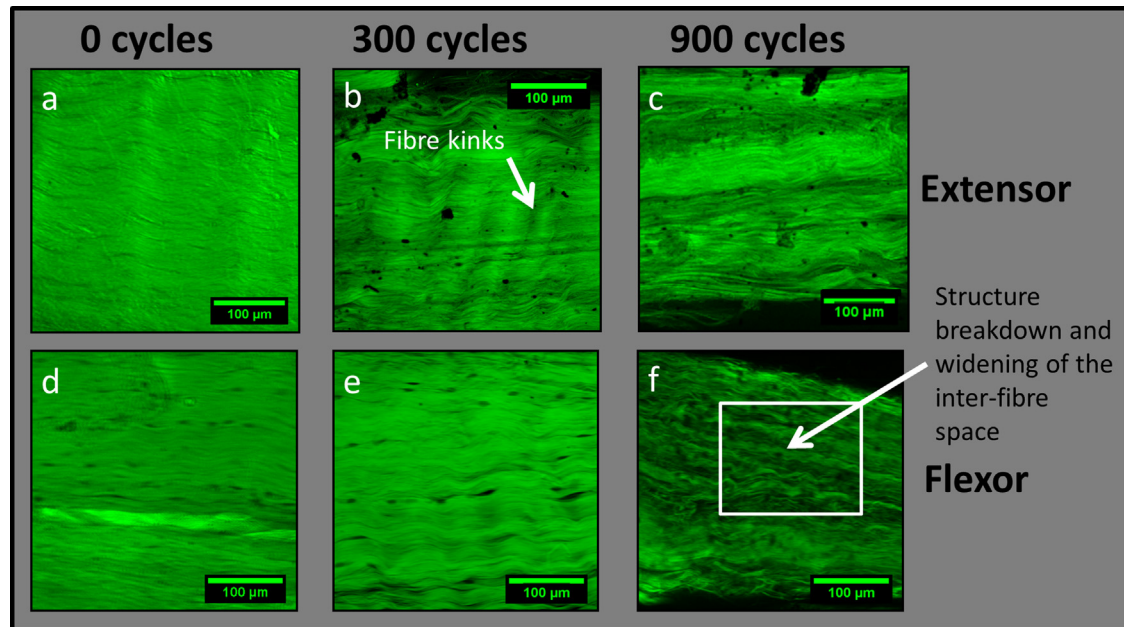 0 cycles
300 cycles
900 cycles
a
100 µm
b
100 µm
Fibre kinks
c
100 µm
Extensor
d
100 µm
e
100 µm
f
100 µm
Structure
breakdown and
widening of the
inter-fibre
space
Flexor